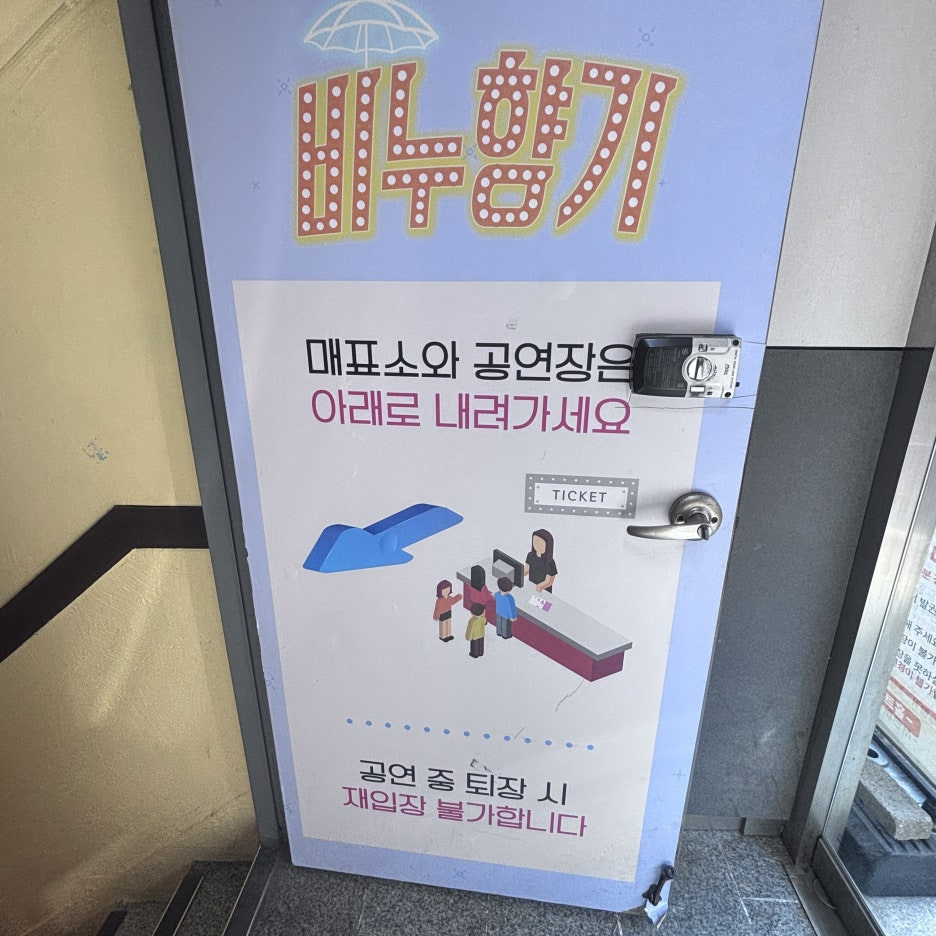 비누향기
매표소와 공연장은
아래로 내려가세요
TICKET
공연 중 퇴장 시
재입장 불가합니다